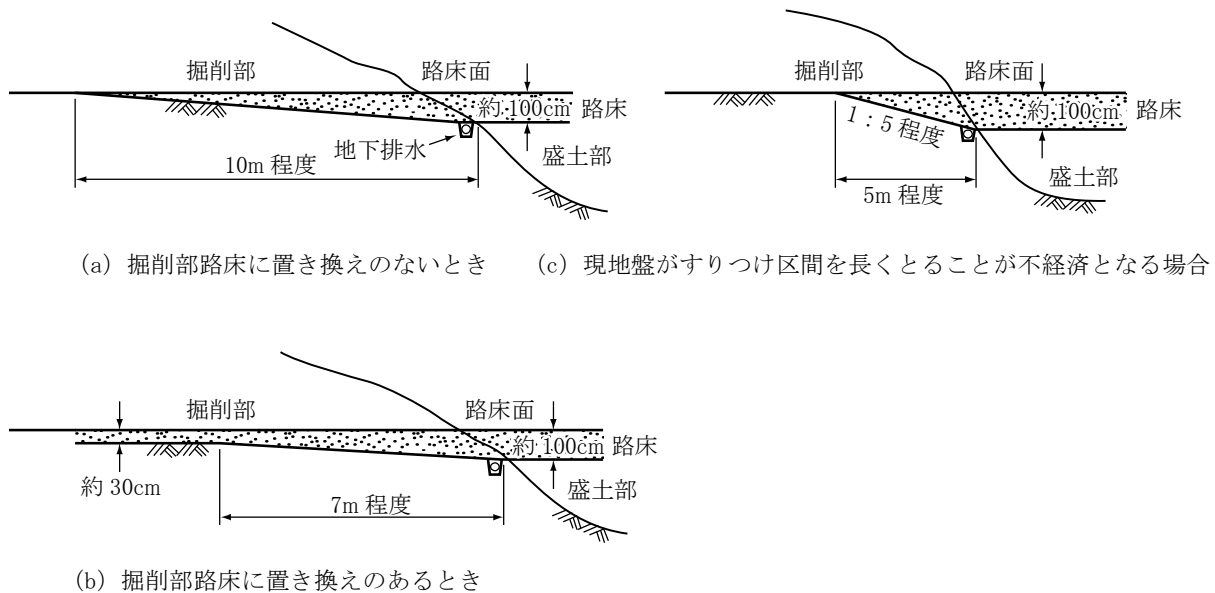 掘削部
路床面
約100cm
路床
地下排水
盛土部
10m 程度
(a) 掘削部路床に置き換えのないとき
掘削部
路床面
約100cm
路床
1:5 程度
盛土部
5m 程度
(c) 現地盤がすりつけ区間を長くとることが不経済となる場合
掘削部
路床面
約100cm
路床
約 30cm
盛土部
7m 程度
(b) 掘削部路床に置き換えのあるとき